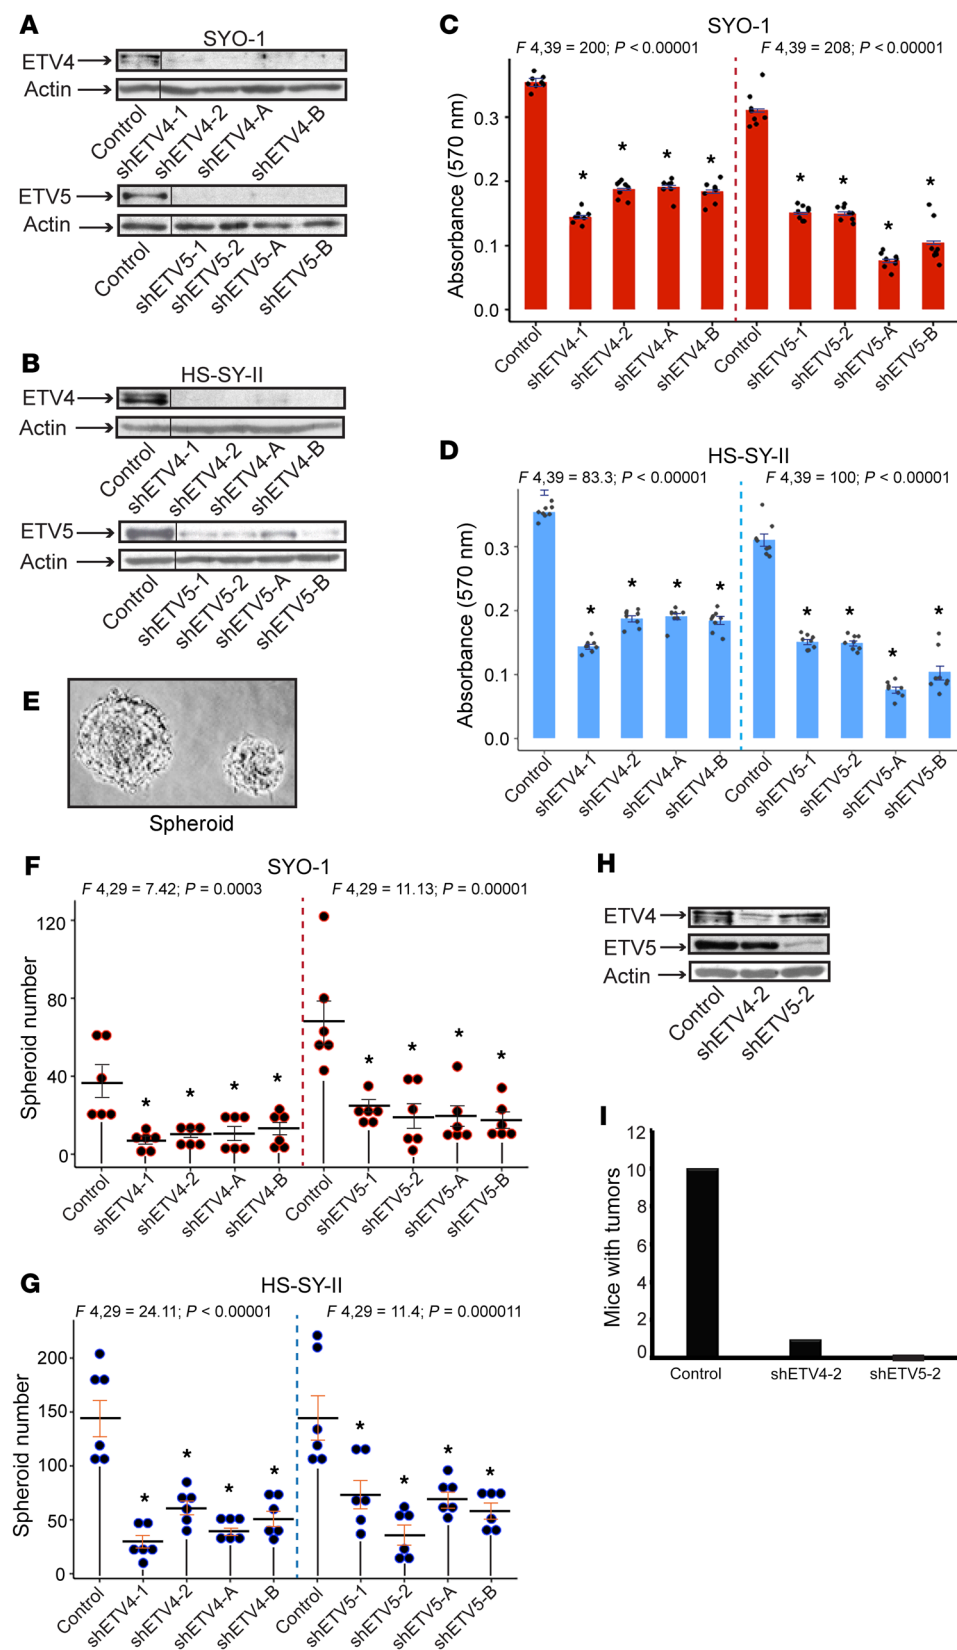 A
SYO-1
ETV4
Actin
Control
shETV4-1
shETV4-2
shETV4-A
shETV4-B
ETV5
Actin
Control
shETV5-1
shETV5-2
shETV5-A
shETV5-B
B
HS-SY-II
ETV4
Actin
Control
shETV4-1
shETV4-2
shETV4-A
shETV4-B
ETV5
Actin
Control
shETV5-1
shETV5-2
shETV5-A
shETV5-B
C
SYO-1
F 4,39 = 200; P < 0.00001
F 4,39 = 208; P < 0.00001
Absorbance (570 nm)
0.3
0.2
0.1
0.0
* * * * * * * *
Control
shETV4-1
shETV4-2
shETV4-A
shETV4-B
Control
shETV5-1
shETV5-2
shETV5-A
shETV5-B
D
HS-SY-II
F 4,39 = 83.3; P < 0.00001
F 4,39 = 100; P < 0.00001
Absorbance (570 nm)
0.3
0.2
0.1
0.0
* * * * * * * *
Control
shETV4-1
shETV4-2
shETV4-A
shETV4-B
Control
shETV5-1
shETV5-2
shETV5-A
shETV5-B
E
Spheroid
F
SYO-1
F 4,29 = 7.42; P = 0.0003
F 4,29 = 11.13; P = 0.00001
Spheroid number
120
80
40
0
* * * * * * * *
Control
shETV4-1
shETV4-2
shETV4-A
shETV4-B
Control
shETV5-1
shETV5-2
shETV5-A
shETV5-B
G
HS-SY-II
F 4,29 = 24.11; P < 0.00001
F 4,29 = 11.4; P = 0.000011
Spheroid number
200
150
100
50
0
* * * * * * * *
Control
shETV4-1
shETV4-2
shETV4-A
shETV4-B
Control
shETV5-1
shETV5-2
shETV5-A
shETV5-B
H
ETV4
ETV5
Actin
Control
shETV4-2
shETV5-2
I
Mice with tumors
12
10
8
6
4
2
0
Control
shETV4-2
shETV5-2